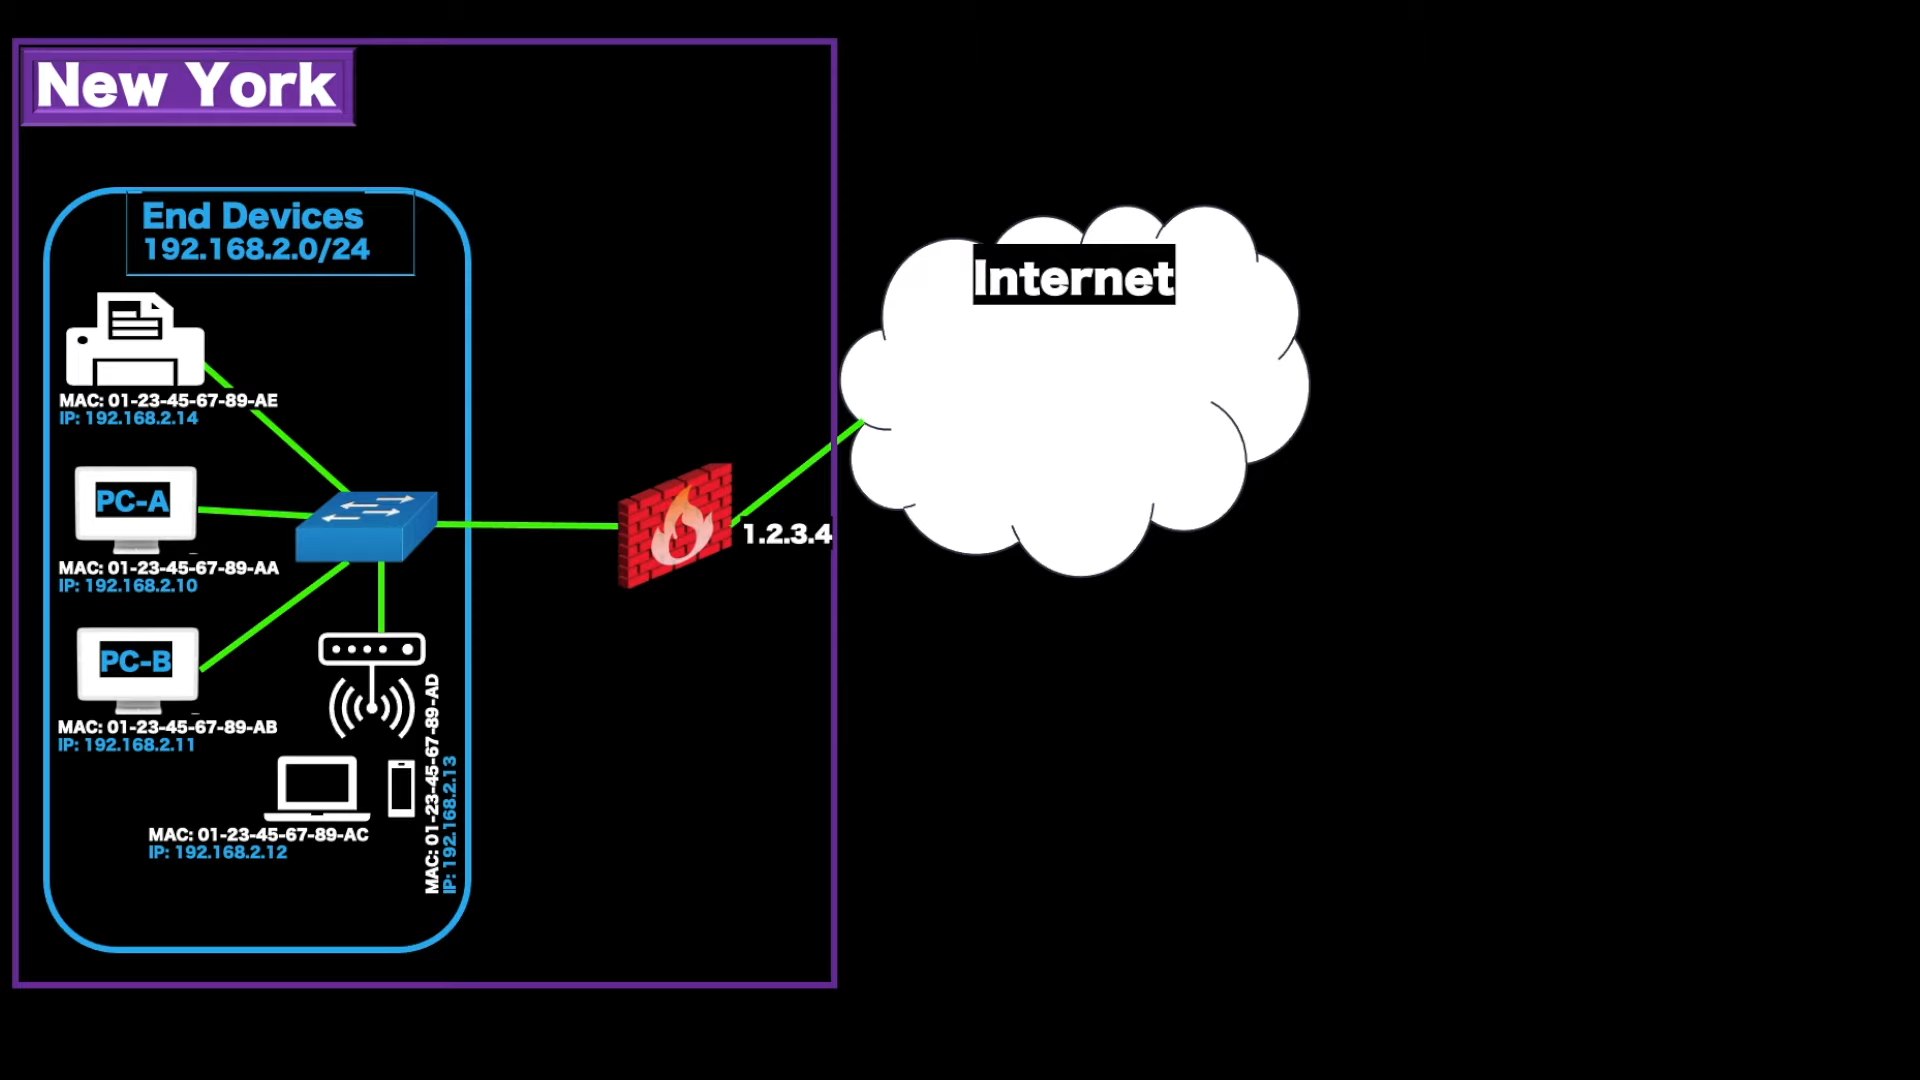 New York
End Devices
192.168.2.0/24
Internet
MAC: 01-23-45-67-89-AE
IP: 192.168.2.14
PC-A
1.2.3.4
MAC: 01-23-45-67-89-AA
IP: 192.168.2.10
PC-B
MAC: 01-23-45-67-89-AB
IP: 192.168.2.11
MAC: 01-23-45-67-89-AD
IP: 192.168.2.13
MAC: 01-23-45-67-89-AC
IP: 192.168.2.12